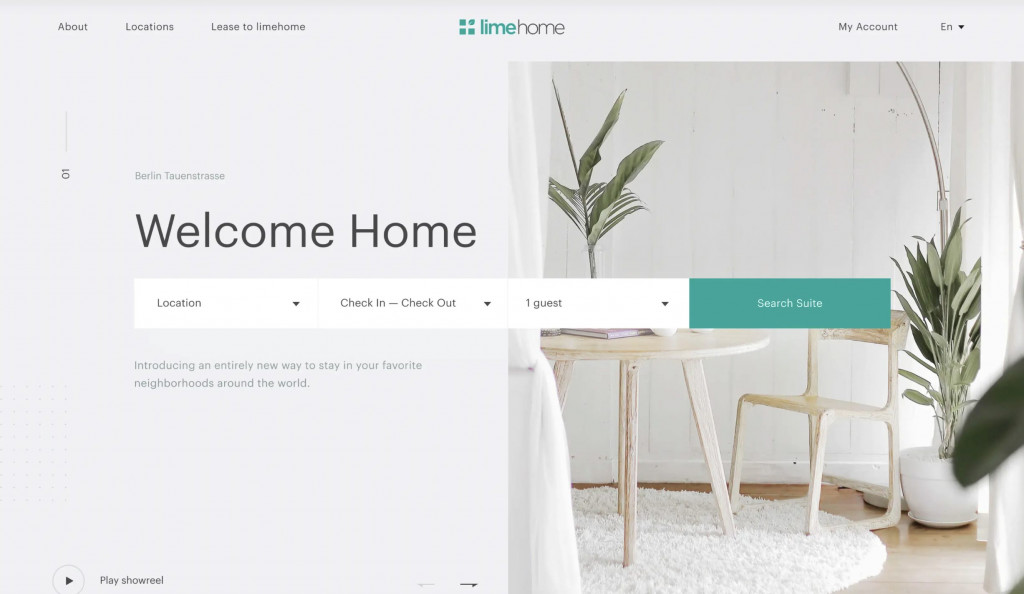 About
Locations
Lease to limehome
limehome
My Account
En
01
Berlin Tauenstrasse
Welcome Home
Location
Check In — Check Out
1 guest
Search Suite
Introducing an entirely new way to stay in your favorite
neighborhoods around the world.
Play showreel